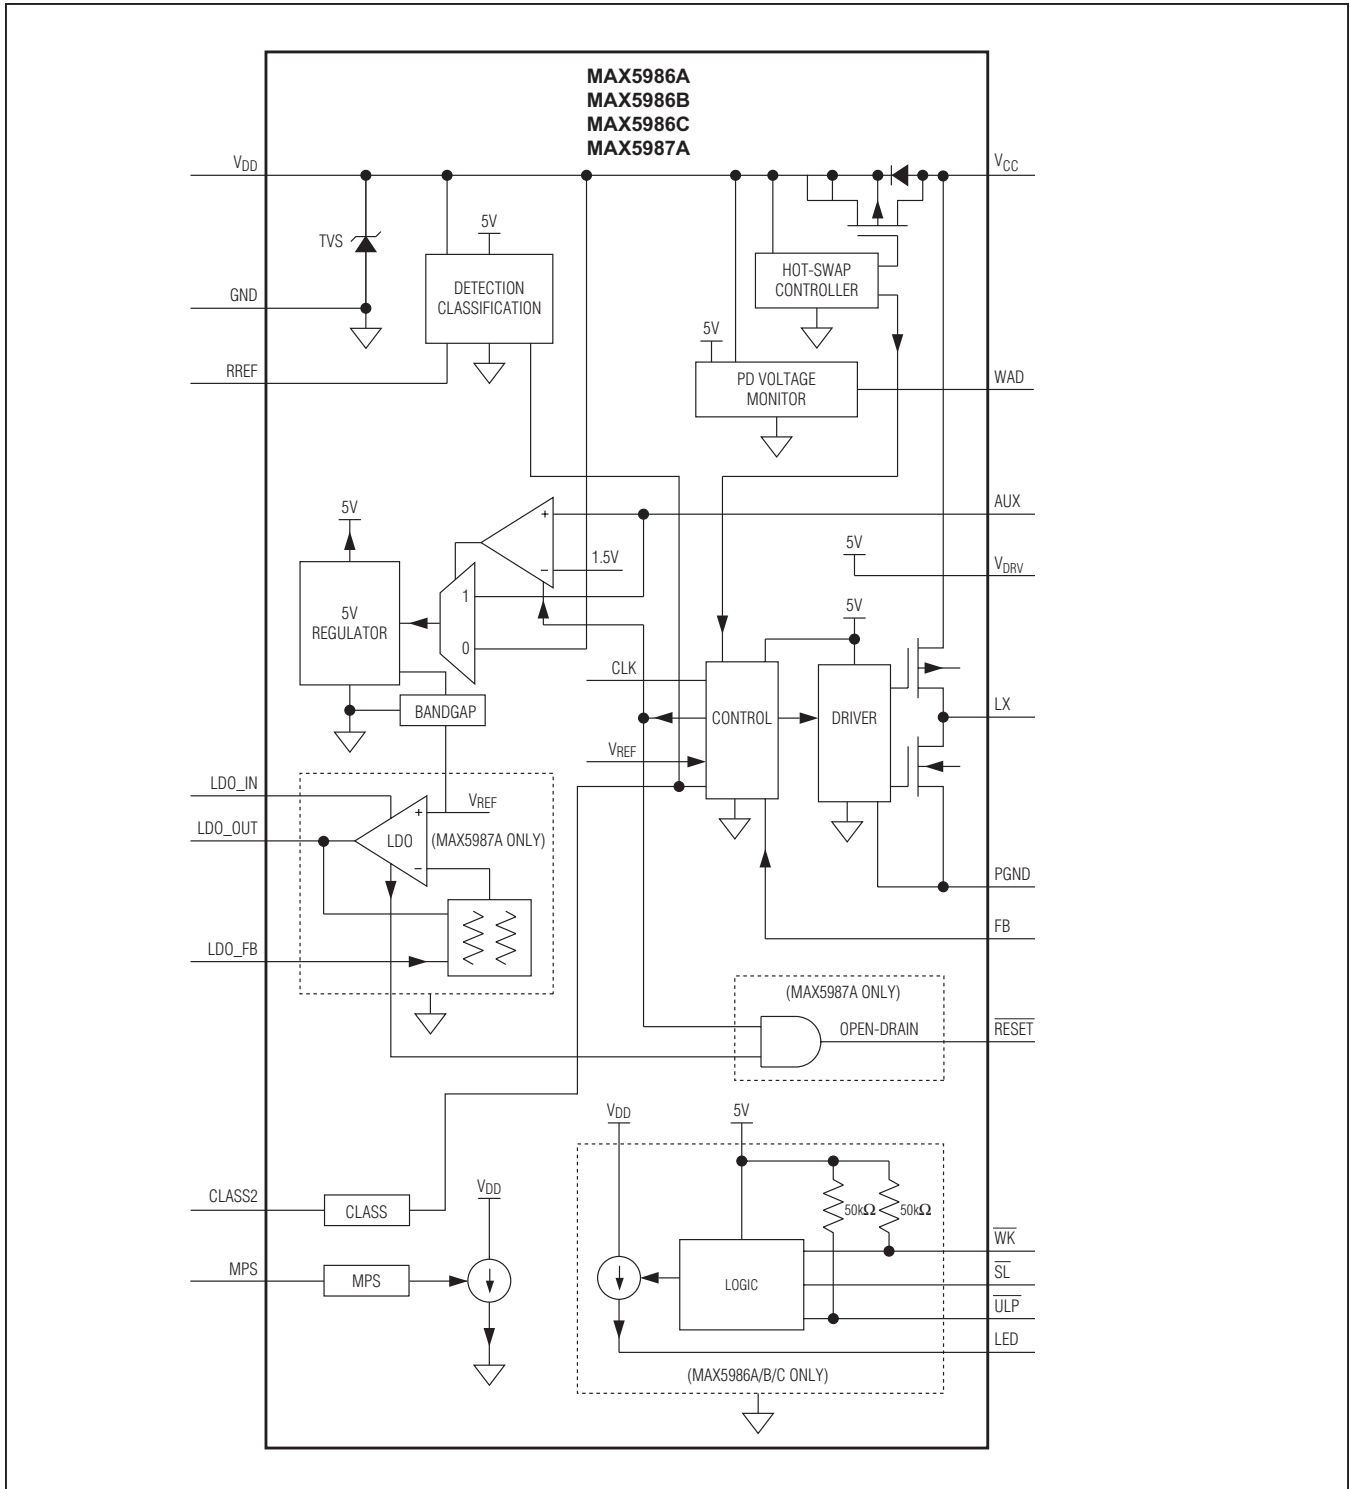 MAX5986A
MAX5986B
MAX5986C
MAX5987A
VDD
VCC
TVS
5V
DETECTION
CLASSIFICATION
HOT-SWAP
CONTROLLER
GND
5V
RREF
PD VOLTAGE
MONITOR
WAD
AUX
5V
+
1.5V
−
5V
VDRV
1
5V
REGULATOR
0
5V
CLK
BANDGAP
CONTROL
DRIVER
LX
VREF
LDO_IN
VREF
+
LDO_OUT
LDO
(MAX5987A ONLY)
−
PGND
FB
LDO_FB
(MAX5987A ONLY)
OPEN-DRAIN
RESET
VDD
5V
CLASS2
CLASS
VDD
50kΩ
50kΩ
WK
MPS
MPS
LOGIC
SL
ULP
LED
(MAX5986A/B/C ONLY)